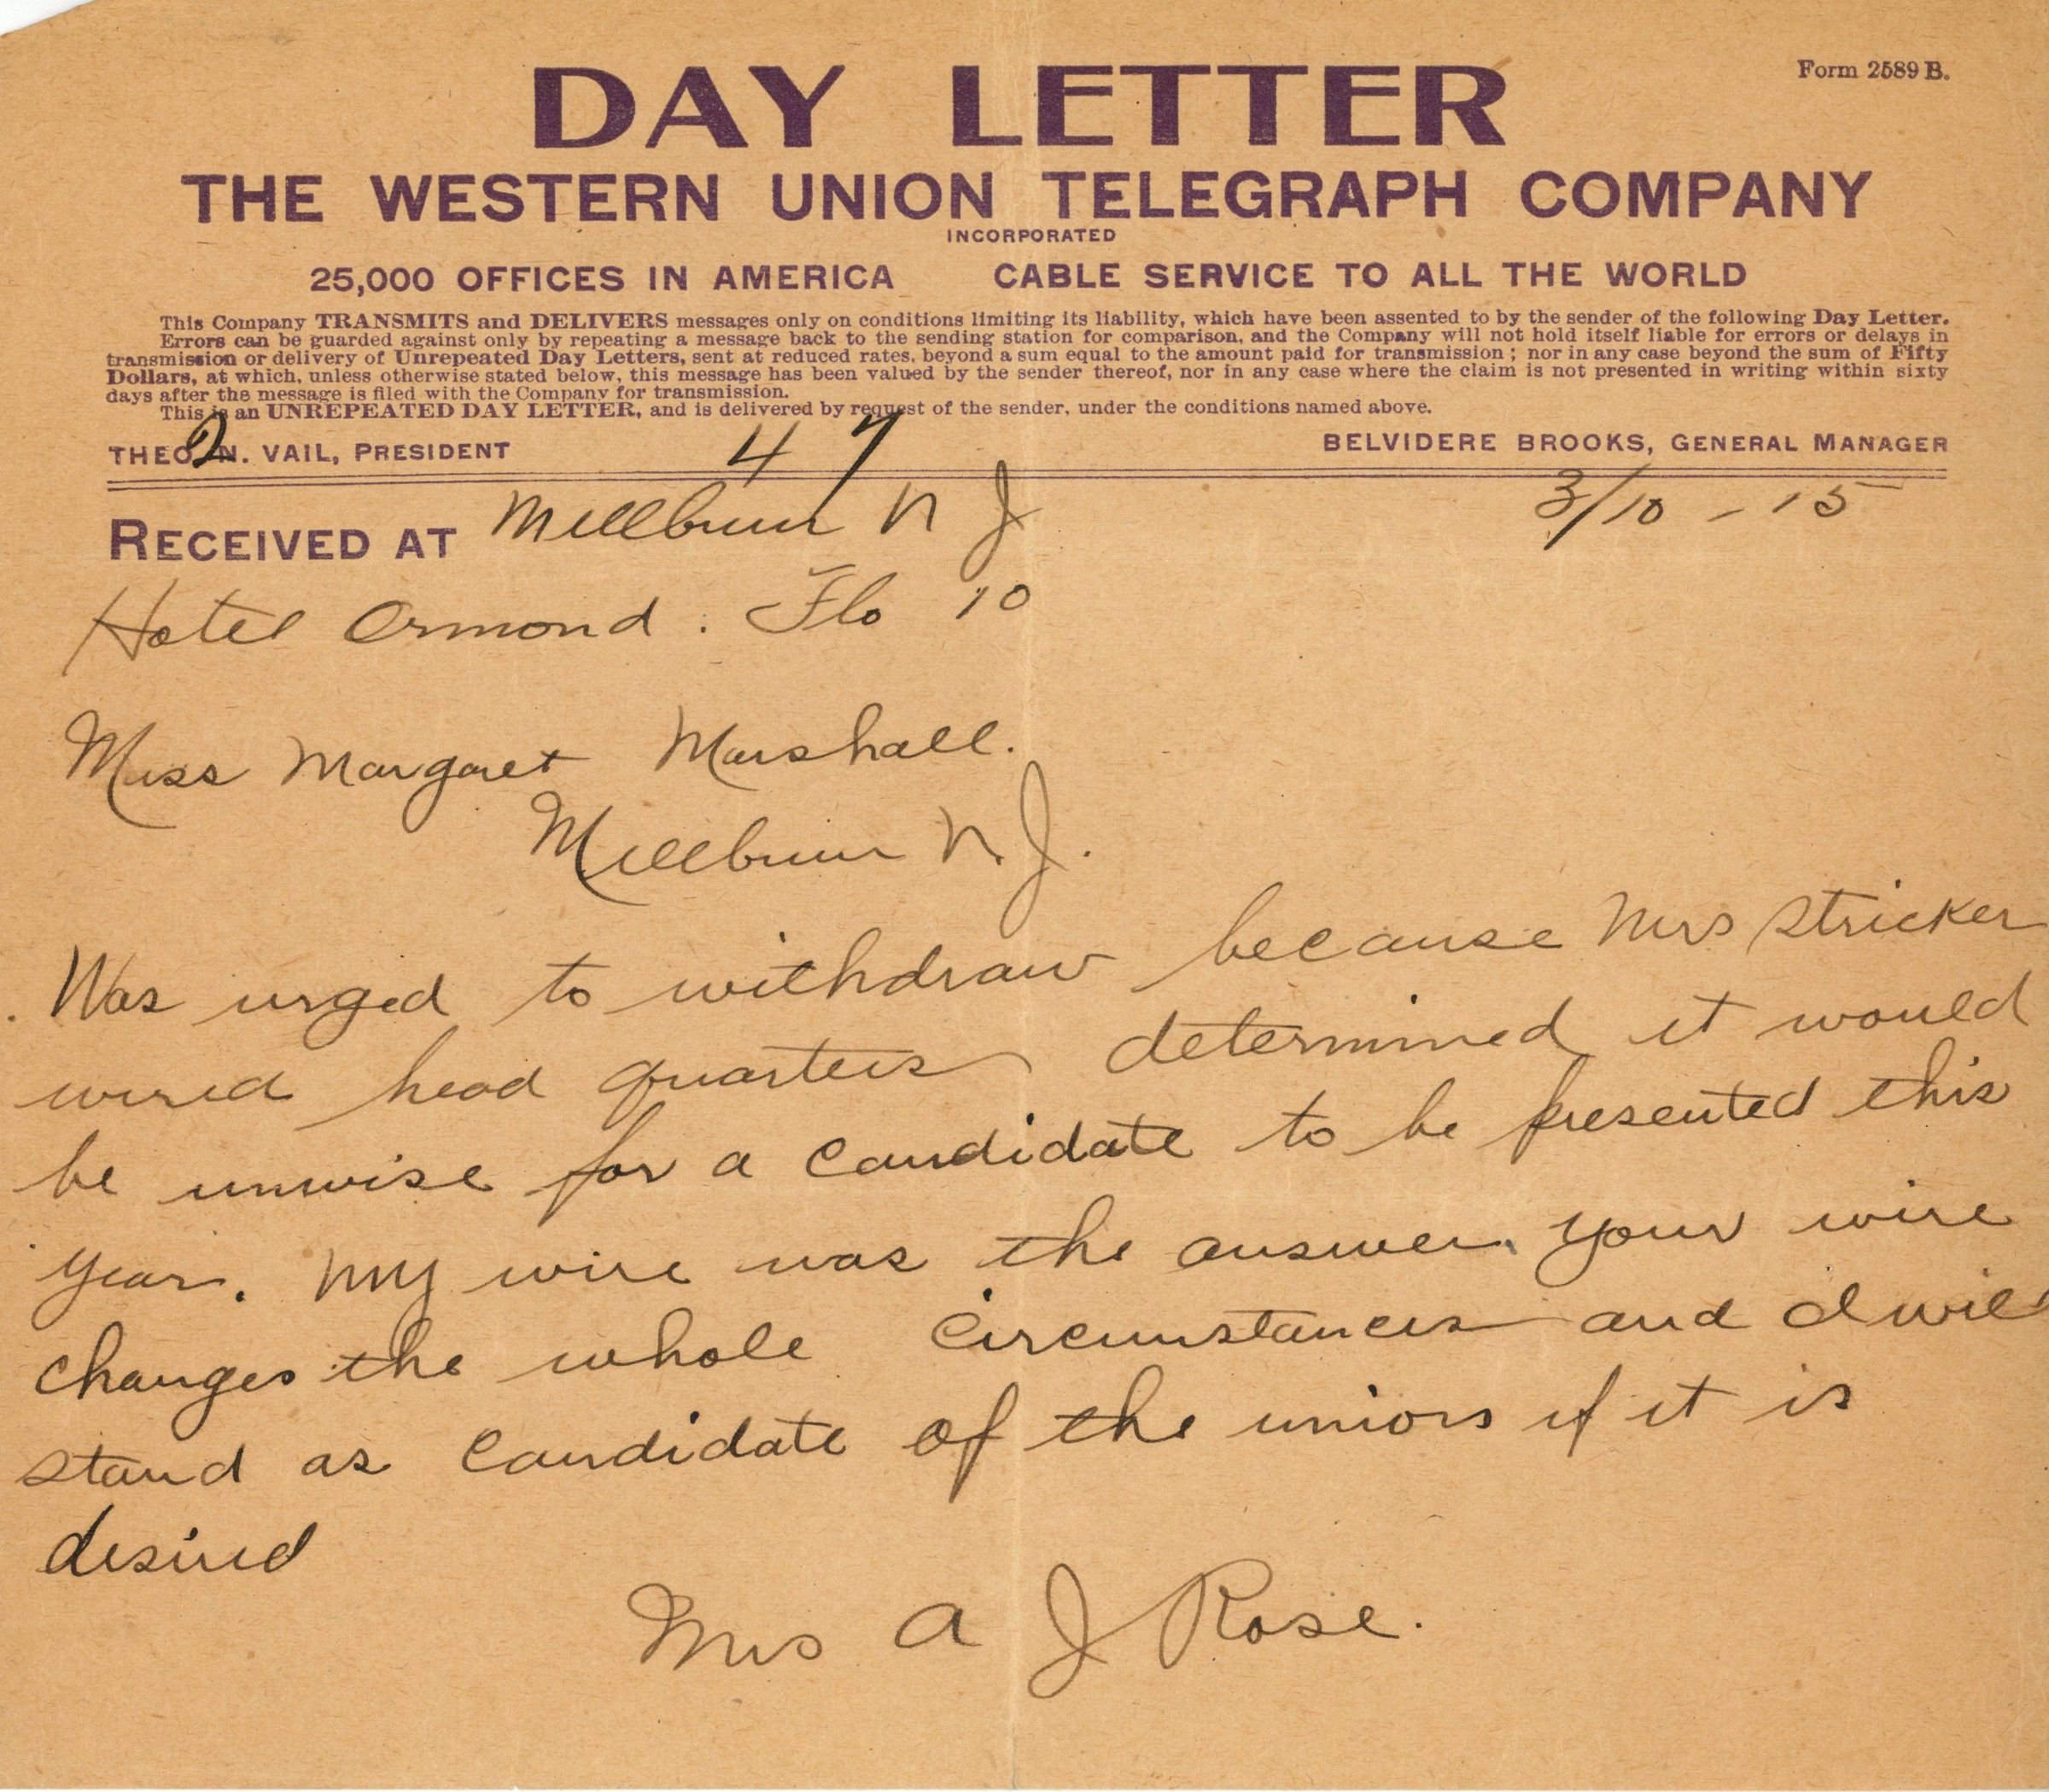 Form 2589 B.
DAY LETTER
THE WESTERN UNION TELEGRAPH COMPANY
INCORPORATED
25,000 OFFICES IN AMERICA CABLE SERVICE TO ALL THE WORLD
This Company TRANSMITS and DELIVERS messages only on conditions limiting its liability, which have been assented to by the sender of the following Day Letter.
Errors can be guarded against only by repeating a message back to the sending station for comparison, and the Company will not hold itself liable for errors or delays in
transmission or delivery of Unrepeated Day Letters, sent at reduced rates, beyond a sum equal to the amount paid for transmission; nor in any case beyond the sum of Fifty
Dollars, at which, unless otherwise stated below, this message has been valued by the sender thereof, nor in any case where the claim is not presented in writing within sixty
days after the message is filed with the Company for transmission.
This is an UNREPEATED DAY LETTER, and is delivered by request of the sender, under the conditions named above.
THEO. N. VAIL, PRESIDENT BELVIDERE BROOKS, GENERAL MANAGER
2 47
RECEIVED AT Millburn N J 3/10 - 15
Hotel Ormond. Flo 10
Miss Margaret Marshall.
Millburn N. J.
Was urged to withdraw because Mrs Stricker
wired head quarters determined it would
be unwise for a candidate to be presented this
year. My wire was the answer. your wire
changes the whole circumstances and I will
stand as candidate of the unions if it is
desired
Mrs A J Rose.